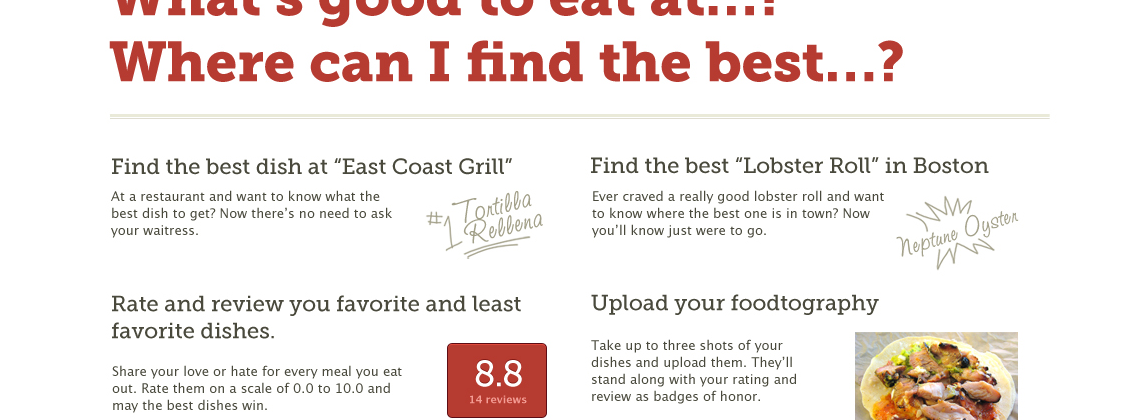 What's good to eat at...?
Where can I find the best...?
Find the best dish at “East Coast Grill”
At a restaurant and want to know what the
best dish to get? Now there's no need to ask
your waitress.
#1 Tortilla
Rellena
Find the best “Lobster Roll” in Boston
Ever craved a really good lobster roll and want
to know where the best one is in town? Now
you'll know just were to go.
Neptune Oyster
Rate and review you favorite and least
favorite dishes.
Share your love or hate for every meal you eat
out. Rate them on a scale of 0.0 to 10.0 and
may the best dishes win.
8.8
14 reviews
Upload your foodtography
Take up to three shots of your
dishes and upload them. They'll
stand along with your rating and
review as badges of honor.